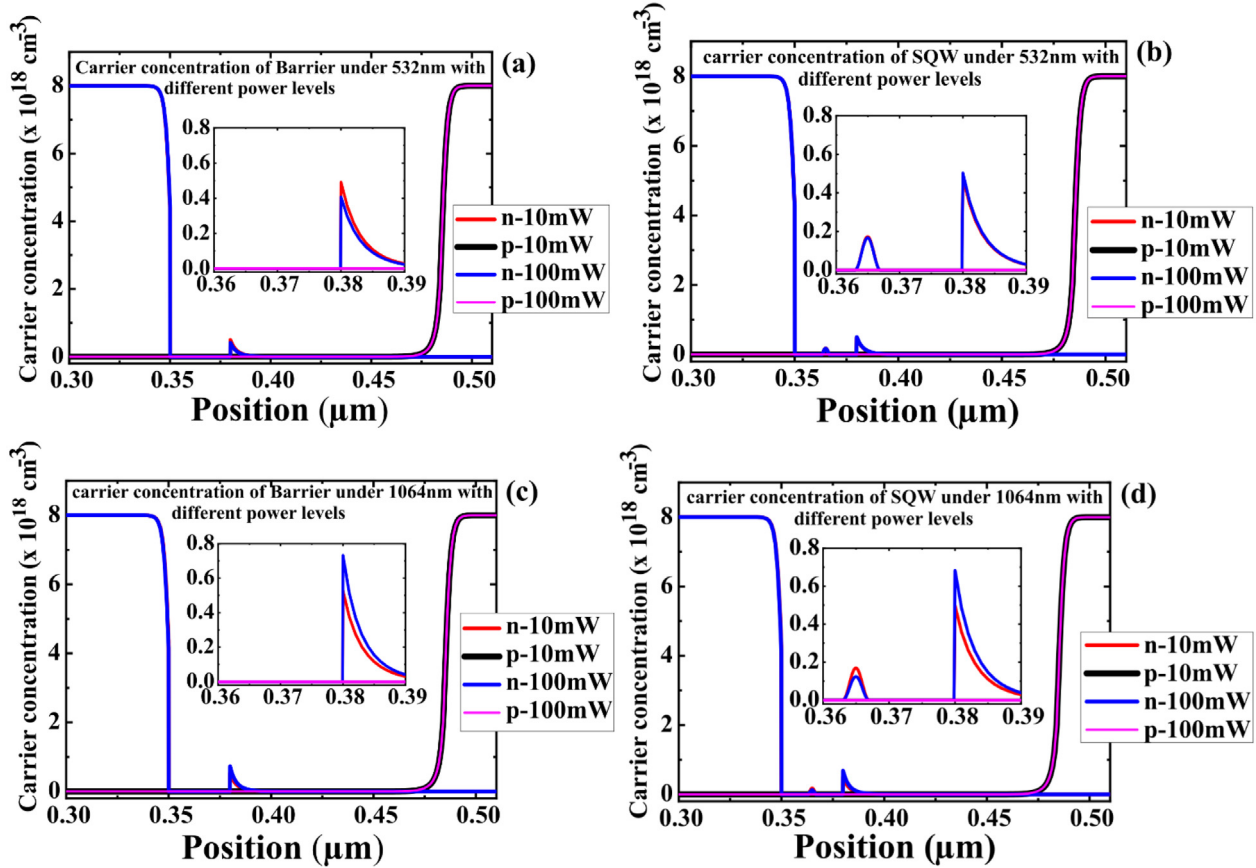 (a)
Carrier concentration of Barrier under 532nm with
different power levels
Carrier concentration (x 10^18 cm^-3)
8
6
4
2
0
0.8
0.6
0.4
0.2
0.0
0.36 0.37 0.38 0.39
n-10mW
p-10mW
n-100mW
p-100mW
0.30 0.35 0.40 0.45 0.50
Position (μm)
(b)
carrier concentration of SQW under 532nm with
different power levels
Carrier concentration (x 10^18 cm^-3)
8
6
4
2
0
0.8
0.6
0.4
0.2
0.0
0.36 0.37 0.38 0.39
n-10mW
p-10mW
n-100mW
p-100mW
0.30 0.35 0.40 0.45 0.50
Position (μm)
(c)
carrier concentration of Barrier under 1064nm with
different power levels
Carrier concentration (x 10^18 cm^-3)
8
6
4
2
0
0.8
0.6
0.4
0.2
0.0
0.36 0.37 0.38 0.39
n-10mW
p-10mW
n-100mW
p-100mW
0.30 0.35 0.40 0.45 0.50
Position (μm)
(d)
carrier concentration of SQW under 1064nm with
different power levels
Carrier concentration (x 10^18 cm^-3)
8
6
4
2
0
0.8
0.6
0.4
0.2
0.0
0.36 0.37 0.38 0.39
n-10mW
p-10mW
n-100mW
p-100mW
0.30 0.35 0.40 0.45 0.50
Position (μm)